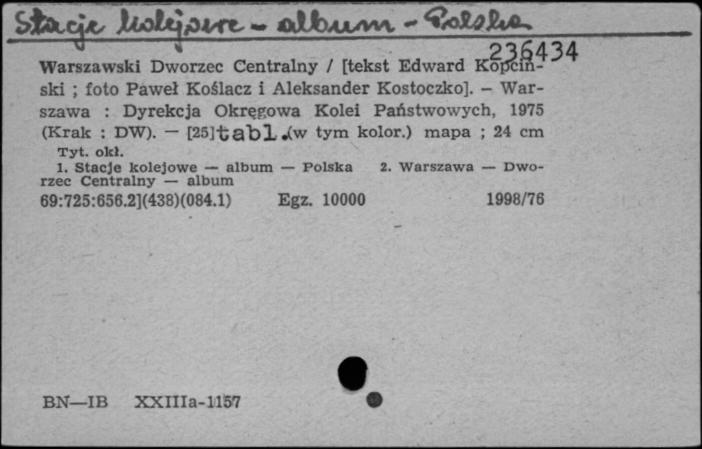 Stacje kolejowe – album – Polska
236434
Warszawski Dworzec Centralny / [tekst Edward Kopciń-
ski ; foto Paweł Koślacz i Aleksander Kostoczko]. – War-
szawa : Dyrekcja Okręgowa Kolei Państwowych, 1975
(Krak : DW). — [25]tabl.(w tym kolor.) mapa ; 24 cm
Tyt. okł.
1. Stacje kolejowe — album — Polska 2. Warszawa — Dwo-
rzec Centralny — album
69:725:656.2](438)(084.1) Egz. 10000 1998/76
BN—IB XXIIIa-1157